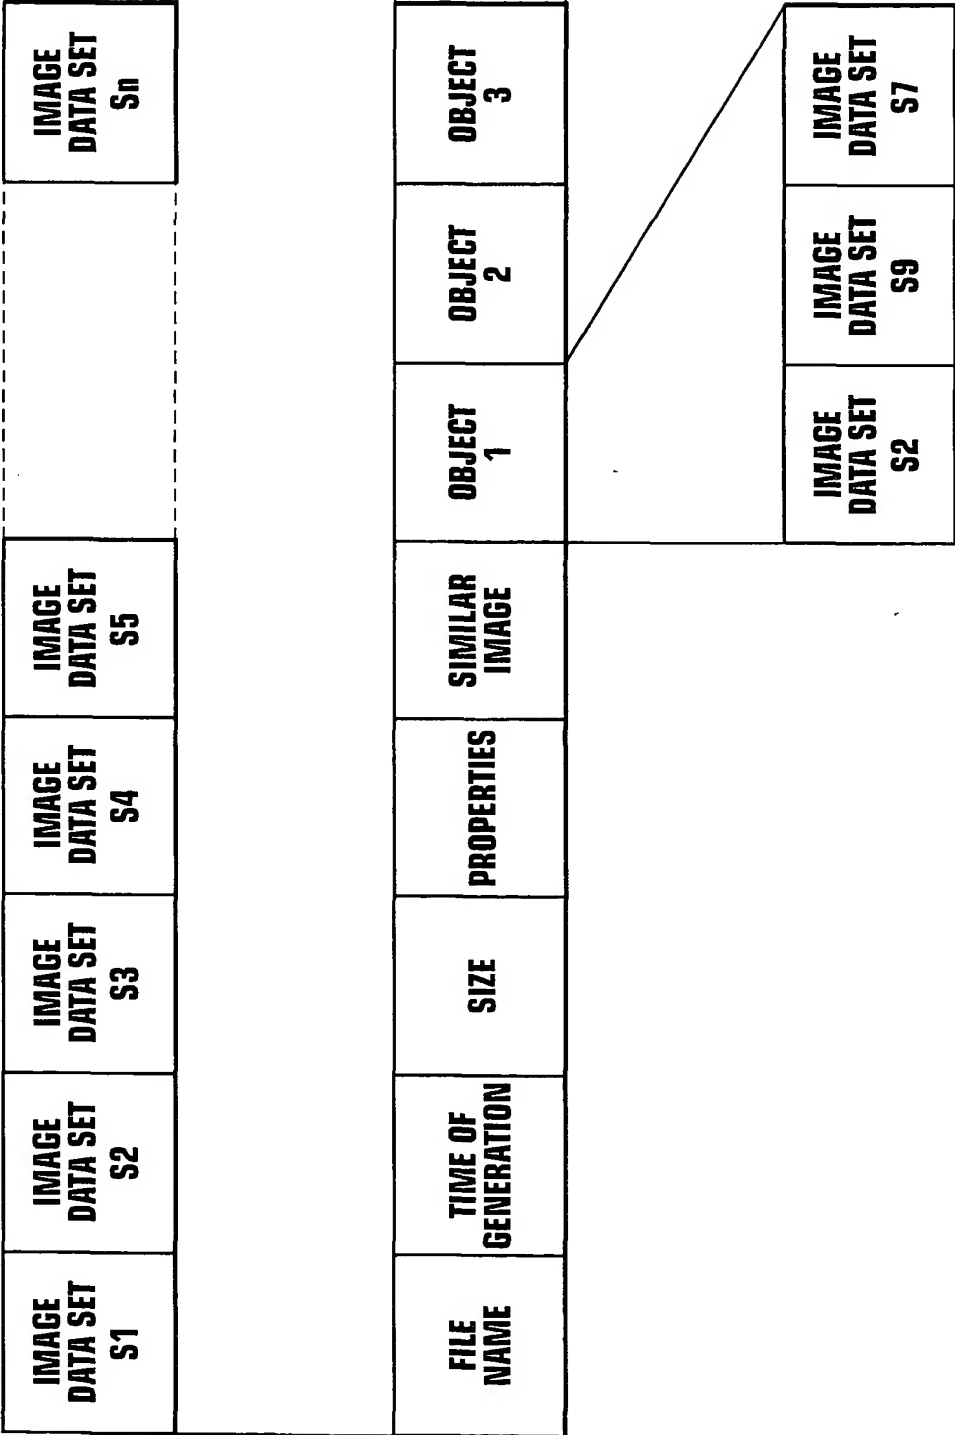 IMAGE
DATA SET
S1
IMAGE
DATA SET
S2
IMAGE
DATA SET
S3
IMAGE
DATA SET
S4
IMAGE
DATA SET
S5
IMAGE
DATA SET
Sn
FILE
NAME
TIME OF
GENERATION
SIZE
PROPERTIES
SIMILAR
IMAGE
OBJECT
1
OBJECT
2
OBJECT
3
IMAGE
DATA SET
S2
IMAGE
DATA SET
S9
IMAGE
DATA SET
S7